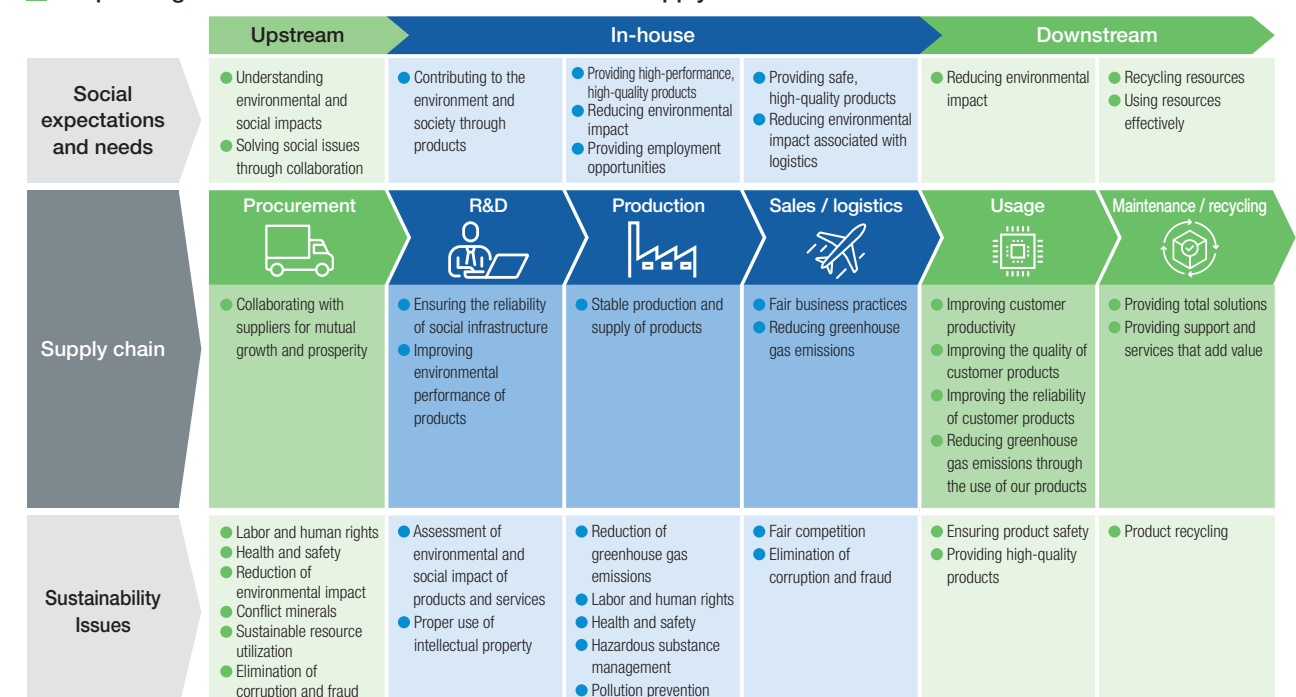 Upstream
In-house
Downstream
Social
expectations
and needs
Understanding
environmental and
social impacts
Solving social issues
through collaboration
Contributing to the
environment and
society through
products
Providing high-performance,
high-quality products
Reducing environmental
impact
Providing employment
opportunities
Providing safe,
high-quality products
Reducing environmental
impact associated with
logistics
Reducing environmental
impact
Recycling resources
Using resources
effectively
Supply chain
Procurement
R&D
Production
Sales / logistics
Usage
Maintenance / recycling
Collaborating with
suppliers for mutual
growth and prosperity
Ensuring the reliability
of social infrastructure
Improving
environmental
performance of
products
Stable production and
supply of products
Fair business practices
Reducing greenhouse
gas emissions
Improving customer
productivity
Improving the quality of
customer products
Improving the reliability
of customer products
Reducing greenhouse
gas emissions through
the use of our products
Providing total solutions
Providing support and
services that add value
Sustainability
Issues
Labor and human rights
Health and safety
Reduction of
environmental impact
Conflict minerals
Sustainable resource
utilization
Elimination of
corruption and fraud
Assessment of
environmental and
social impact of
products and services
Proper use of
intellectual property
Reduction of
greenhouse gas
emissions
Labor and human rights
Health and safety
Hazardous substance
management
Pollution prevention
Fair competition
Elimination of
corruption and fraud
Ensuring product safety
Providing high-quality
products
Product recycling